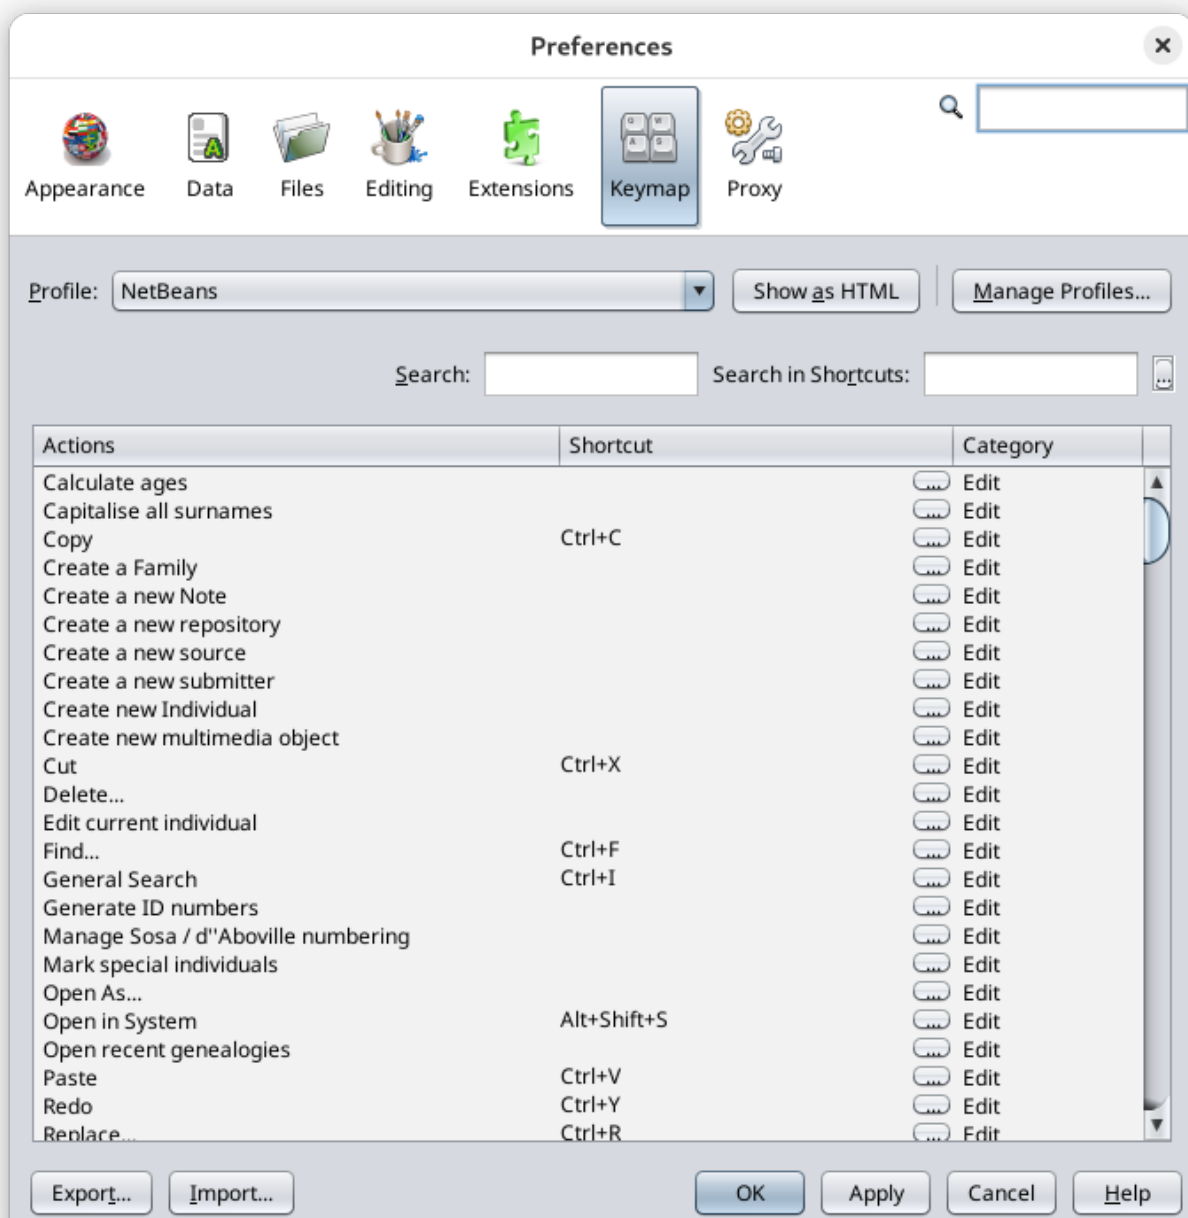 Preferences
Appearance Data Files Editing Extensions Keymap Proxy
Profile: NetBeans Show as HTML Manage Profiles...
Search: Search in Shortcuts: ...
Actions Shortcut Category
Calculate ages ... Edit
Capitalise all surnames ... Edit
Copy Ctrl+C ... Edit
Create a Family ... Edit
Create a new Note ... Edit
Create a new repository ... Edit
Create a new source ... Edit
Create a new submitter ... Edit
Create new Individual ... Edit
Create new multimedia object ... Edit
Cut Ctrl+X ... Edit
Delete... ... Edit
Edit current individual ... Edit
Find... Ctrl+F ... Edit
General Search Ctrl+I ... Edit
Generate ID numbers ... Edit
Manage Sosa / d''Aboville numbering ... Edit
Mark special individuals ... Edit
Open As... ... Edit
Open in System Alt+Shift+S ... Edit
Open recent genealogies ... Edit
Paste Ctrl+V ... Edit
Redo Ctrl+Y ... Edit
Replace... Ctrl+R ... Edit
Export... Import... OK Apply Cancel Help